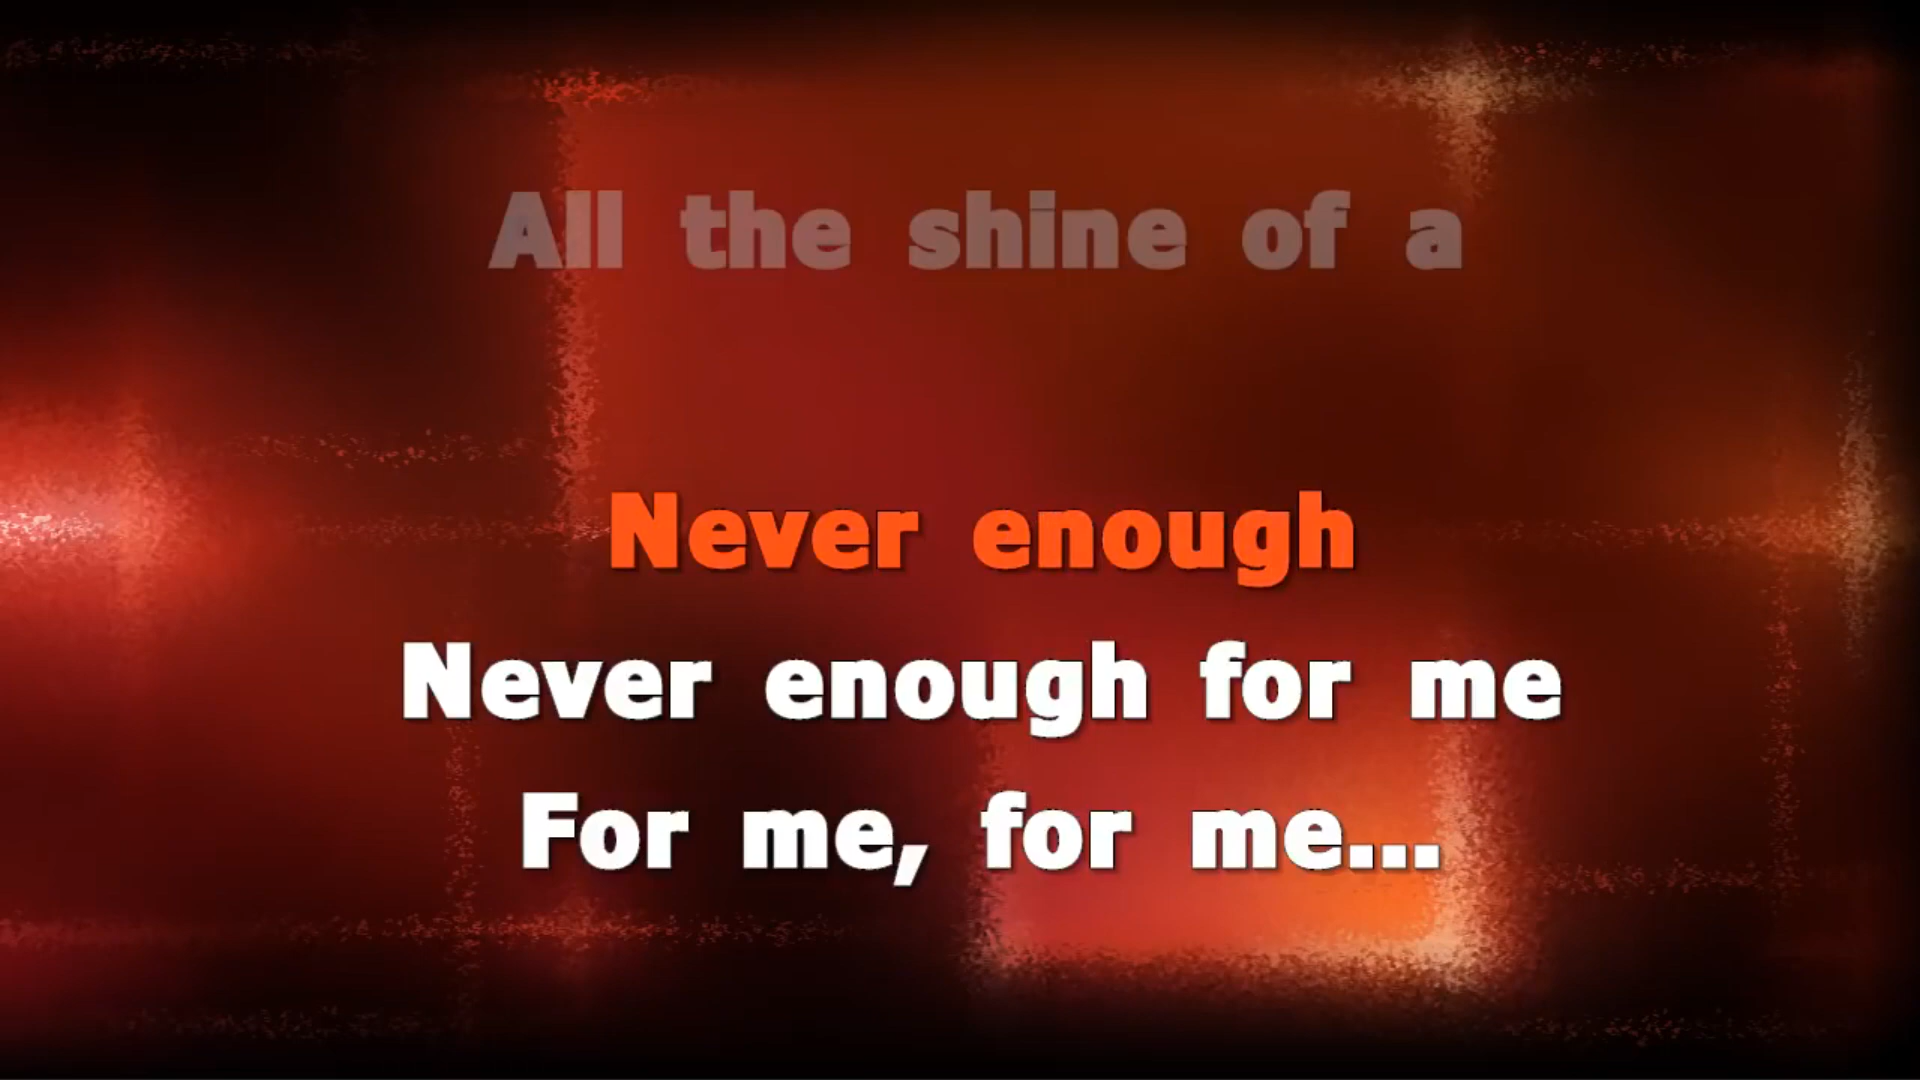 All the shine of a
Never enough
Never enough for me
For me, for me...